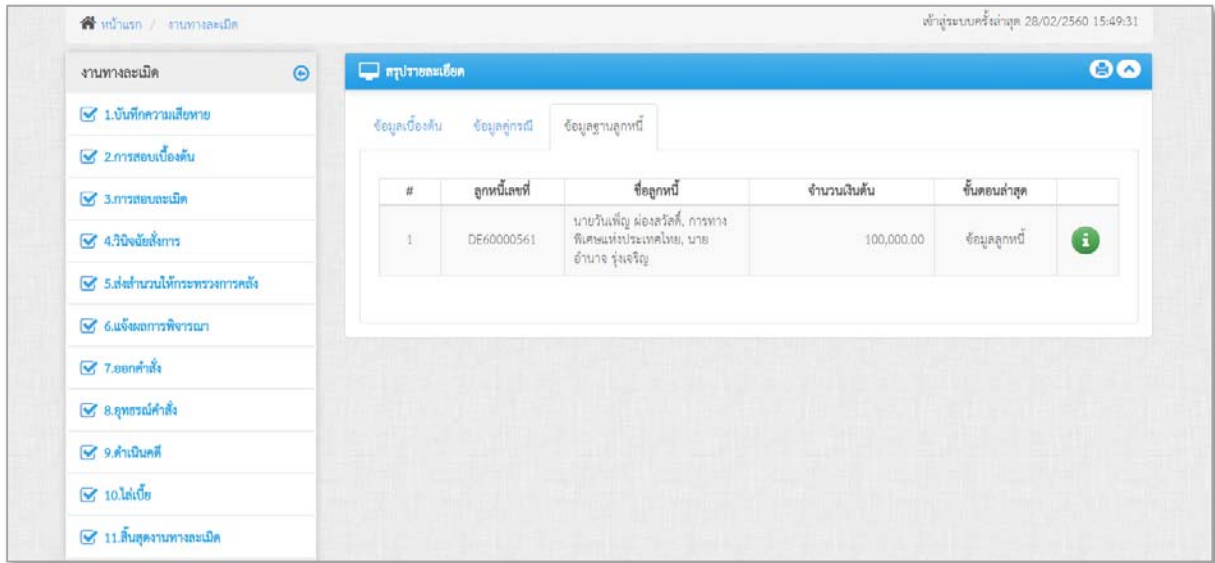 หน้าแรก / งานทางละเมิด
เข้าสู่ระบบครั้งล่าสุด 28/02/2560 15:49:31
งานทางละเมิด
1.บันทึกความเสียหาย
2.การสอบเบื้องต้น
3.การสอบละเมิด
4.วินิจฉัยสั่งการ
5.ส่งสำนวนให้กระทรวงการคลัง
6.แจ้งผลการพิจารณา
7.ออกคำสั่ง
8.อุทธรณ์คำสั่ง
9.ดำเนินคดี
10.ไล่เบี้ย
11.สิ้นสุดงานทางละเมิด
สรุปรายละเอียด
ข้อมูลเบื้องต้น ข้อมูลคู่กรณี ข้อมูลฐานลูกหนี้
# ลูกหนี้เลขที่ ชื่อลูกหนี้ จำนวนเงินต้น ขั้นตอนล่าสุด
นายวันเพ็ญ ผ่องสวัสดิ์, การทาง
1 DE60000561 พิเศษแห่งประเทศไทย, นาย 100,000.00 ข้อมูลลูกหนี้
อำนาจ รุ่งเจริญ